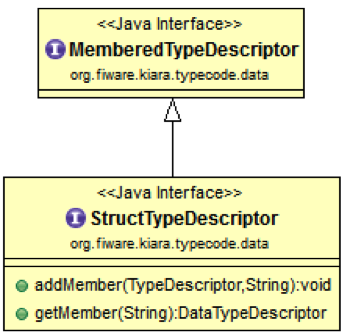 <<Java Interface>>
I MemberedTypeDescriptor
org.fiware.kiara.typecode.data
<<Java Interface>>
I StructTypeDescriptor
org.fiware.kiara.typecode.data
addMember(TypeDescriptor,String):void
getMember(String):DataTypeDescriptor